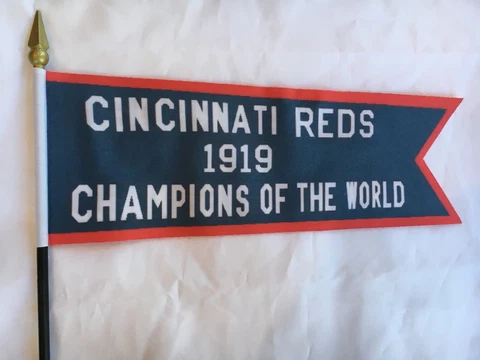 CINCINNATI REDS
1919
CHAMPIONS OF THE WORLD